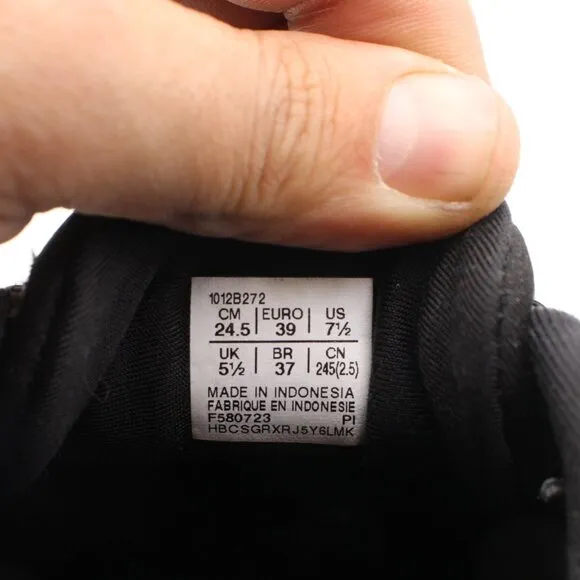 1012B272
CM | EURO | US
24.5 | 39 | 7½
UK | BR | CN
5½ | 37 | 245(2.5)
MADE IN INDONESIA
FABRIQUE EN INDONESIE
F580723 PI
HBCSGRXRJ5Y6LMK